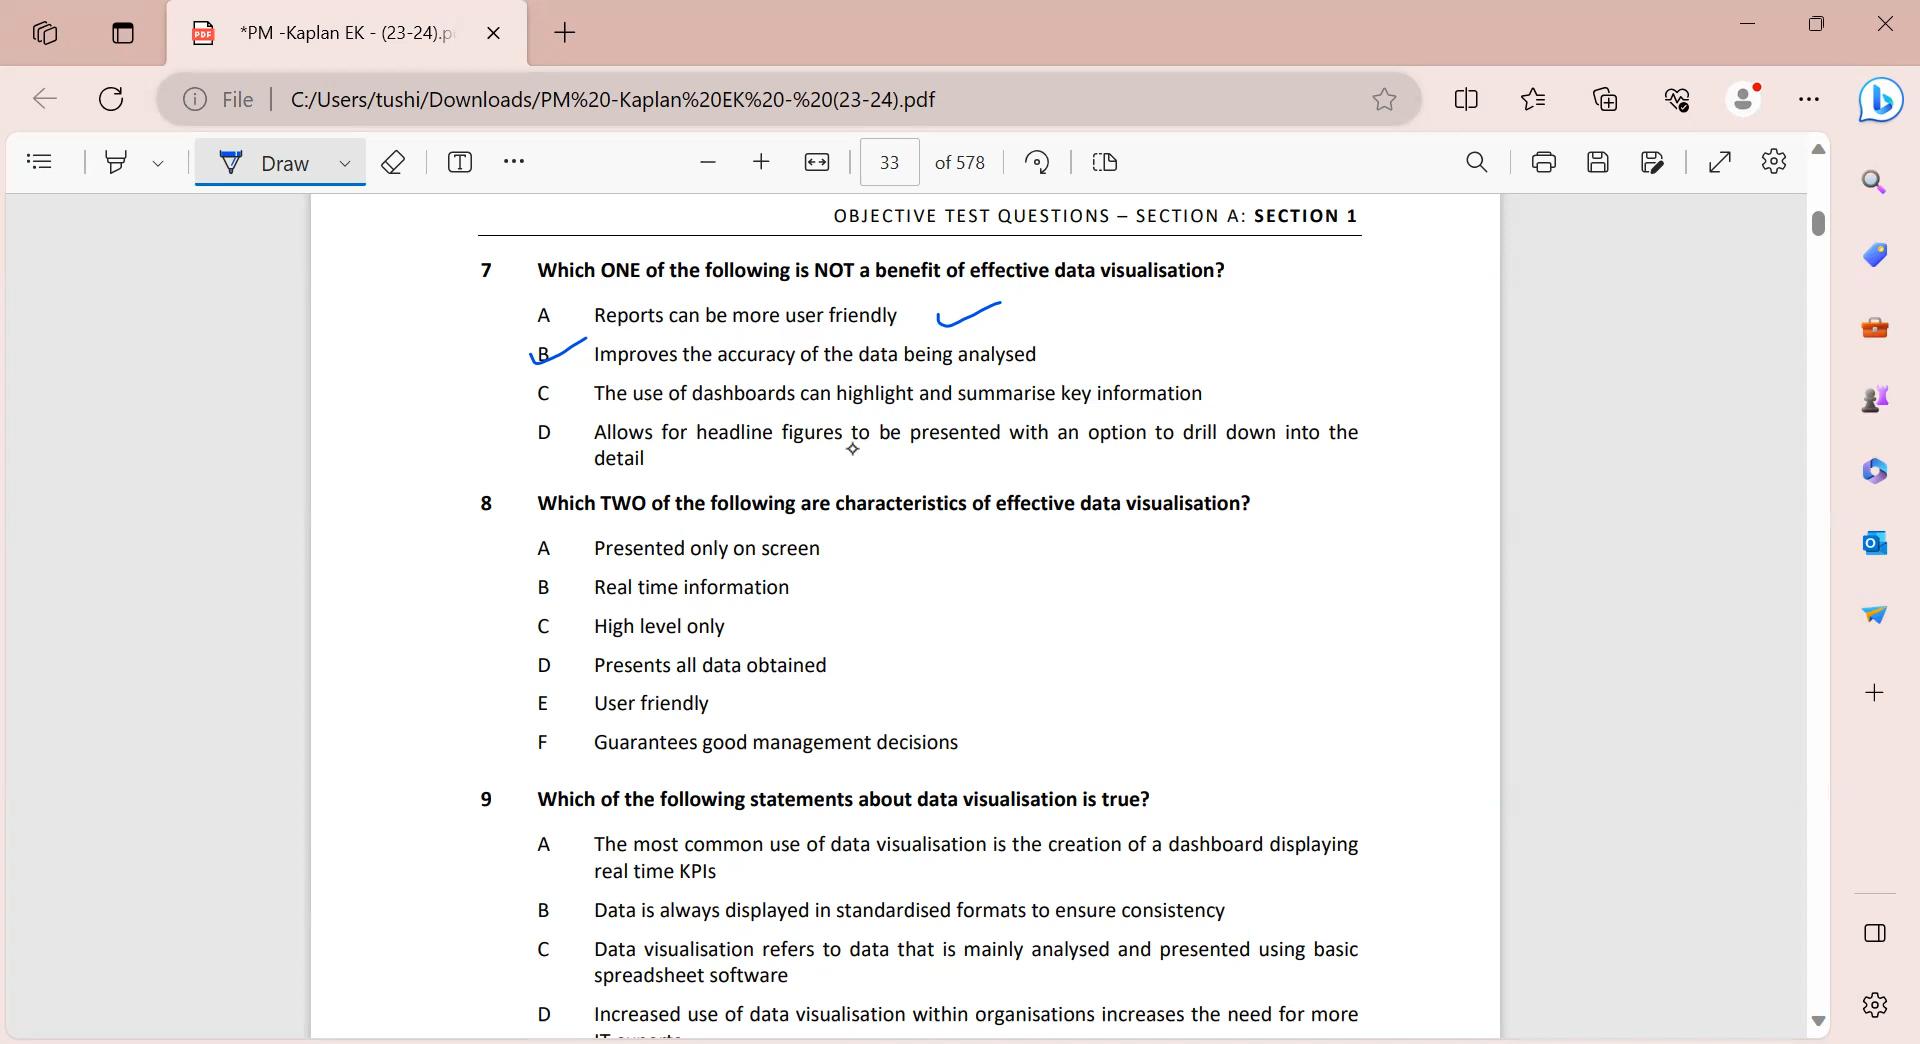 *PM -Kaplan EK - (23-24).p
File
C:/Users/tushi/Downloads/PM%20-Kaplan%20EK%20-%20(23-24).pdf
Draw
33 of 578
OBJECTIVE TEST QUESTIONS – SECTION A: SECTION 1
7 Which ONE of the following is NOT a benefit of effective data visualisation?
A Reports can be more user friendly
B Improves the accuracy of the data being analysed
C The use of dashboards can highlight and summarise key information
D Allows for headline figures to be presented with an option to drill down into the
detail
8 Which TWO of the following are characteristics of effective data visualisation?
A Presented only on screen
B Real time information
C High level only
D Presents all data obtained
E User friendly
F Guarantees good management decisions
9 Which of the following statements about data visualisation is true?
A The most common use of data visualisation is the creation of a dashboard displaying
real time KPIs
B Data is always displayed in standardised formats to ensure consistency
C Data visualisation refers to data that is mainly analysed and presented using basic
spreadsheet software
D Increased use of data visualisation within organisations increases the need for more